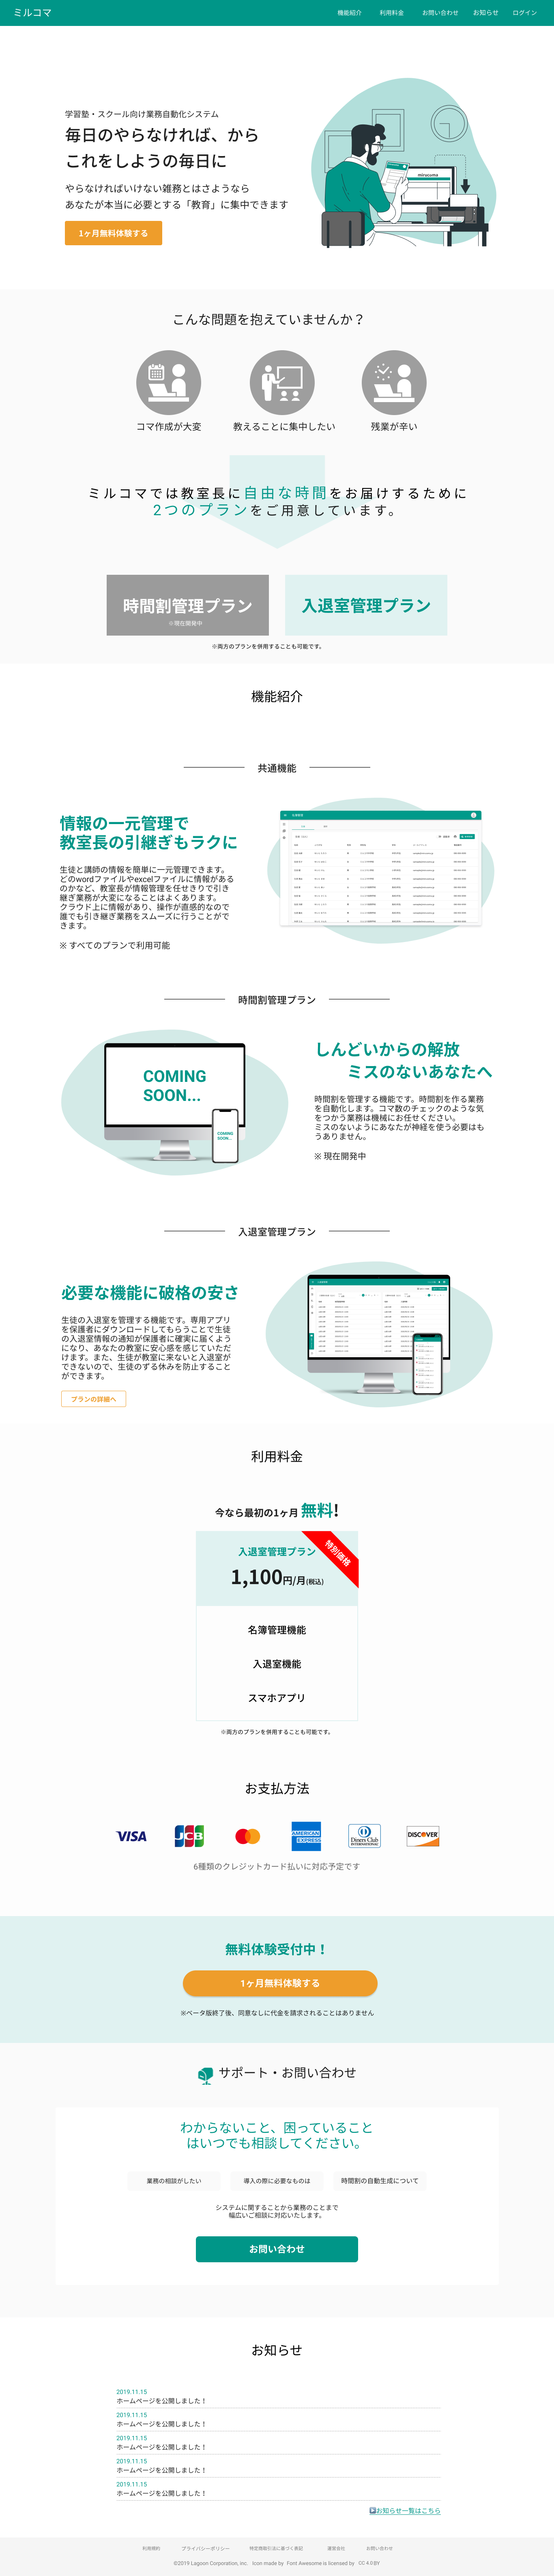 ミルコマ
機能紹介 利用料金 お問い合わせ お知らせ ログイン
学習塾・スクール向け業務自動化システム
毎日のやらなければ、から
これをしようの毎日に
やらなければいけない雑務とはさようなら
あなたが本当に必要とする「教育」に集中できます
1ヶ月無料体験する
miracoma
こんな問題を抱えていませんか？
コマ作成が大変 教えることに集中したい 残業が辛い
ミルコマでは教室長に自由な時間をお届けするために
2つのプランをご用意しています。
時間割管理プラン
※現在開発中
入退室管理プラン
※両方のプランを併用することも可能です。
機能紹介
共通機能
情報の一元管理で
教室長の引継ぎもラクに
生徒と講師の情報を簡単に一元管理できます。
どのwordファイルやexcelファイルに情報がある
のかなど、教室長が情報管理を任せきりで引き
継ぎ業務が大変になることはよくあります。
クラウド上に情報があり、操作が直感的なので
誰でも引き継ぎ業務をスムーズに行うことがで
きます。
※ すべてのプランで利用可能
時間割管理プラン
COMING
SOON...
COMING
SOON...
しんどいからの解放
ミスのないあなたへ
時間割を管理する機能です。時間割を作る業務
を自動化します。コマ数のチェックのような気
をつかう業務は機械にお任せください。
ミスのないようにあなたが神経を使う必要はも
うありません。
※ 現在開発中
入退室管理プラン
必要な機能に破格の安さ
生徒の入退室を管理する機能です。専用アプリ
を保護者にダウンロードしてもらうことで生徒
の入退室情報の通知が保護者に確実に届くよう
になり、あなたの教室に安心感を感じていただ
けます。また、生徒が教室に来ないと入退室が
できないので、生徒のずる休みを防止すること
ができます。
プランの詳細へ
利用料金
今なら最初の1ヶ月 無料!
特別価格
入退室管理プラン
1,100円/月(税込)
名簿管理機能
入退室機能
スマホアプリ
※両方のプランを併用することも可能です。
お支払方法
VISA JCB AMERICAN EXPRESS Diners Club INTERNATIONAL DISCOVER
6種類のクレジットカード払いに対応予定です
無料体験受付中！
1ヶ月無料体験する
※ベータ版終了後、同意なしに代金を請求されることはありません
サポート・お問い合わせ
わからないこと、困っていること
はいつでも相談してください。
業務の相談がしたい 導入の際に必要なものは 時間割の自動生成について
システムに関することから業務のことまで
幅広いご相談に対応いたします。
お問い合わせ
お知らせ
2019.11.15
ホームページを公開しました！
2019.11.15
ホームページを公開しました！
2019.11.15
ホームページを公開しました！
2019.11.15
ホームページを公開しました！
2019.11.15
ホームページを公開しました！
お知らせ一覧はこちら
利用規約 プライバシーポリシー 特定商取引法に基づく表記 運営会社 お問い合わせ
©2019 Lagoon Corporation, inc. Icon made by Font Awesome is licensed by CC 4.0 BY